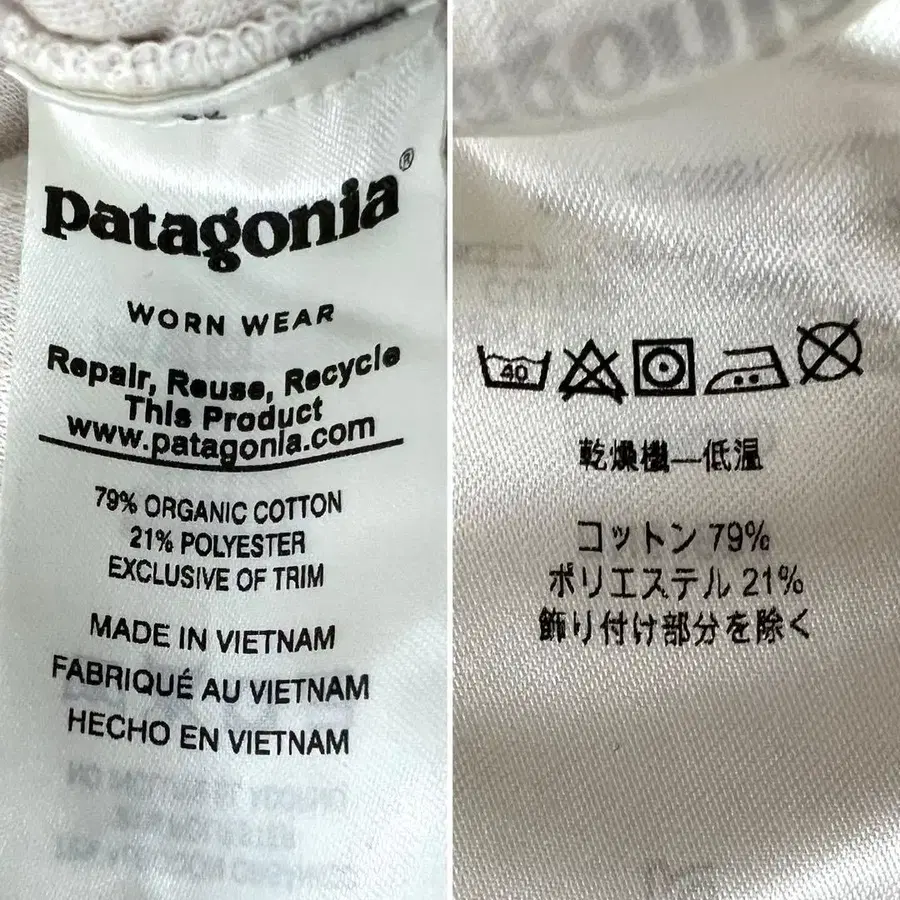 patagonia®
WORN WEAR
Repair, Reuse, Recycle
This Product
www.patagonia.com
79% ORGANIC COTTON
21% POLYESTER
EXCLUSIVE OF TRIM
MADE IN VIETNAM
FABRIQUÉ AU VIETNAM
HECHO EN VIETNAM
40
乾燥機—低温
コットン 79%
ポリエステル 21%
飾り付け部分を除く